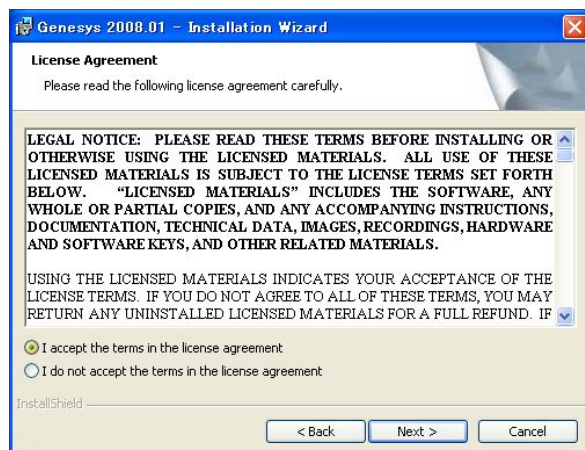 Genesys 2008.01 - Installation Wizard
License Agreement
Please read the following license agreement carefully.
LEGAL NOTICE: PLEASE READ THESE TERMS BEFORE INSTALLING OR
OTHERWISE USING THE LICENSED MATERIALS. ALL USE OF THESE
LICENSED MATERIALS IS SUBJECT TO THE LICENSE TERMS SET FORTH
BELOW. “LICENSED MATERIALS” INCLUDES THE SOFTWARE, ANY
WHOLE OR PARTIAL COPIES, AND ANY ACCOMPANYING INSTRUCTIONS,
DOCUMENTATION, TECHNICAL DATA, IMAGES, RECORDINGS, HARDWARE
AND SOFTWARE KEYS, AND OTHER RELATED MATERIALS.
USING THE LICENSED MATERIALS INDICATES YOUR ACCEPTANCE OF THE
LICENSE TERMS. IF YOU DO NOT AGREE TO ALL OF THESE TERMS, YOU MAY
RETURN ANY UNINSTALLED LICENSED MATERIALS FOR A FULL REFUND. IF
I accept the terms in the license agreement
I do not accept the terms in the license agreement
InstallShield
< Back Next > Cancel